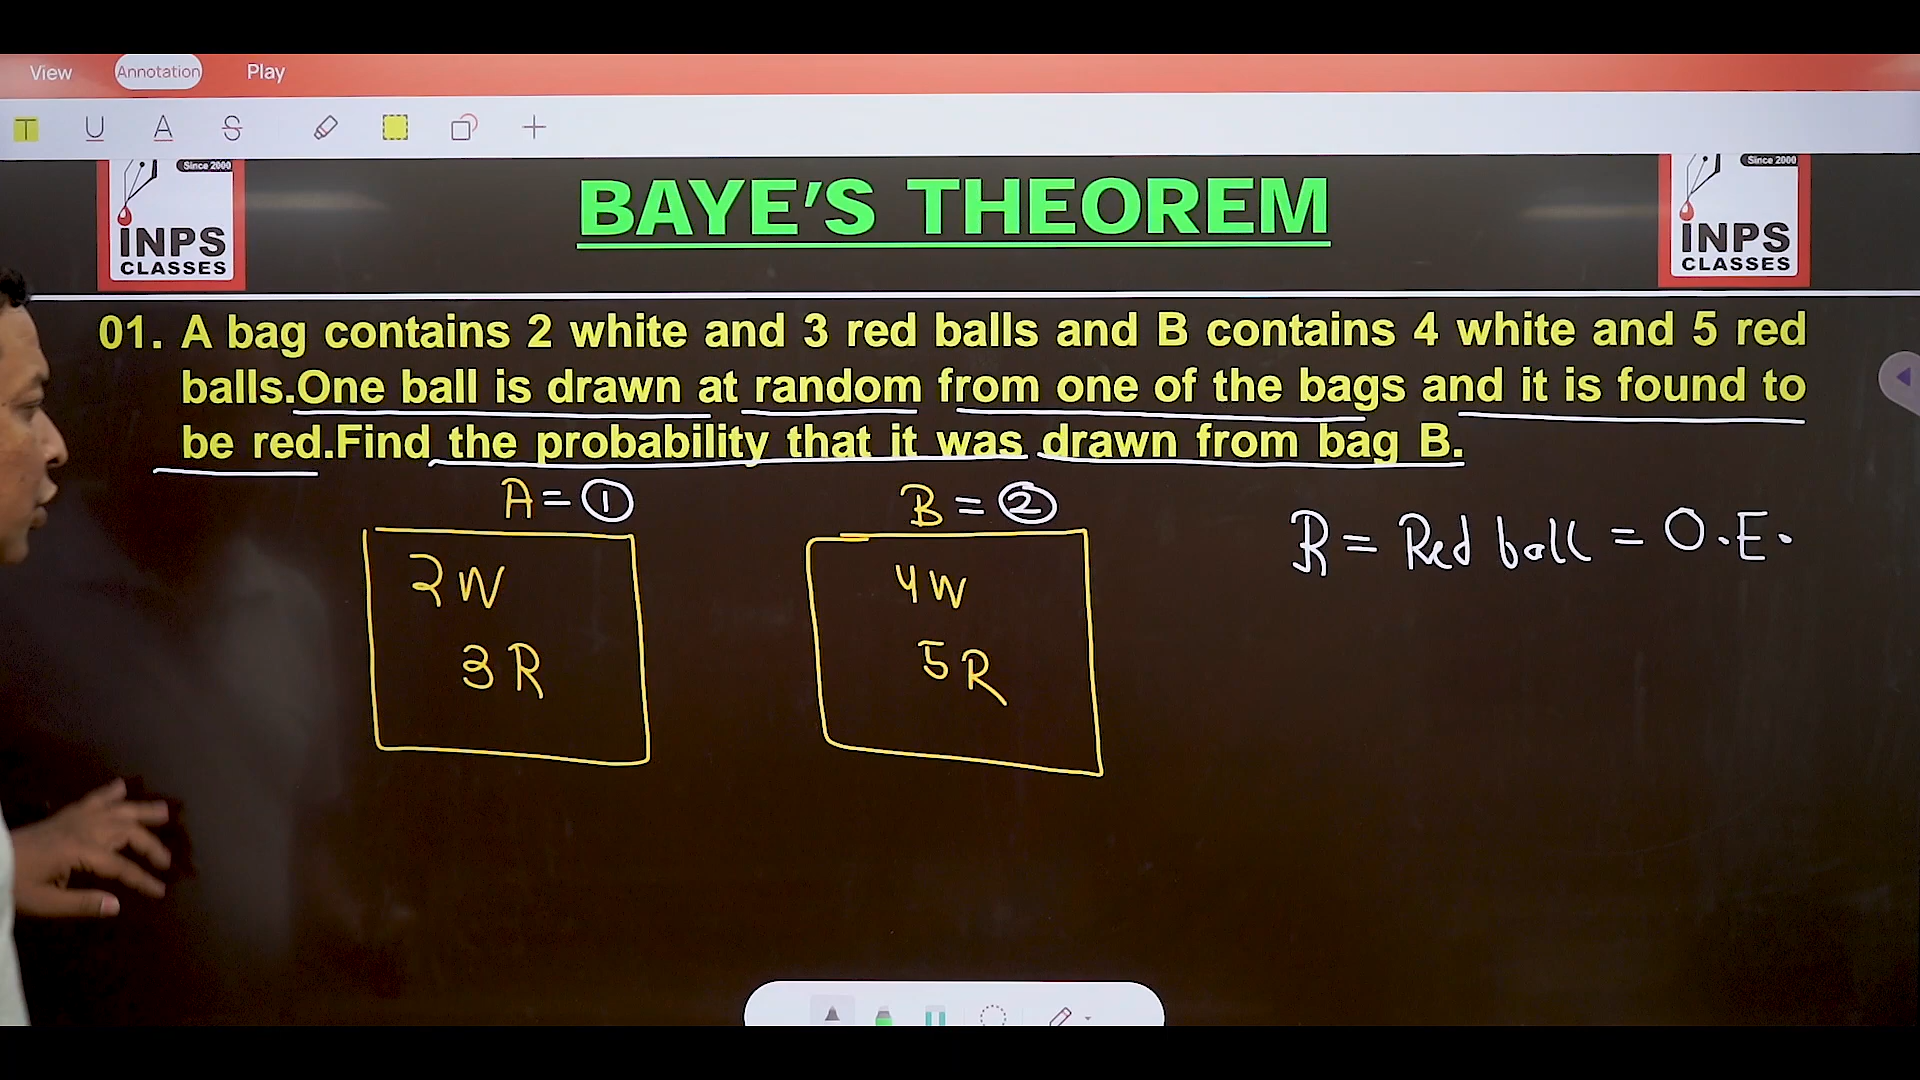 View Annotation Play
T U A S
Since 2000
INPS
CLASSES
BAYE'S THEOREM
Since 2000
INPS
CLASSES
01. A bag contains 2 white and 3 red balls and B contains 4 white and 5 red
balls.One ball is drawn at random from one of the bags and it is found to
be red.Find the probability that it was drawn from bag B.
A = 1
B = 2
R = Red ball = O.E.
2W
3R
4W
5R